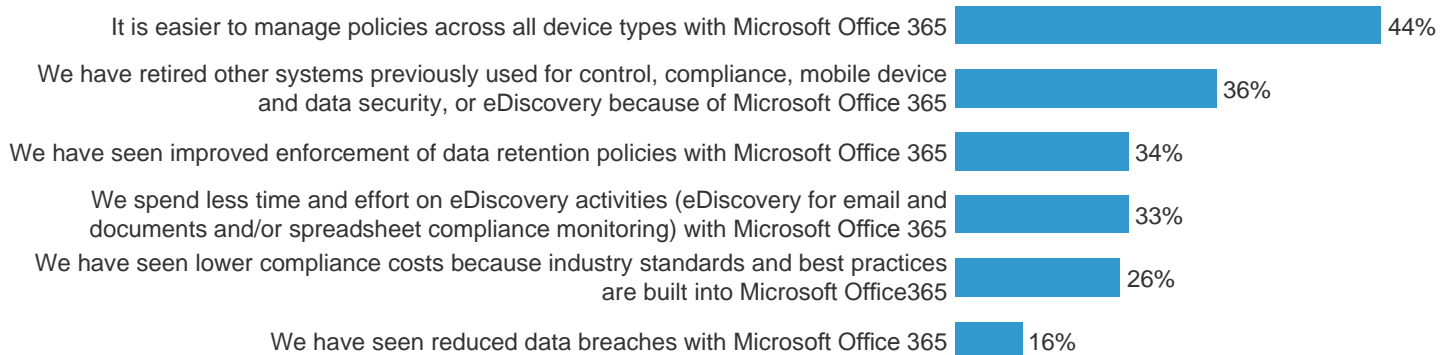 It is easier to manage policies across all device types with Microsoft Office 365
44%
We have retired other systems previously used for control, compliance, mobile device
and data security, or eDiscovery because of Microsoft Office 365
36%
We have seen improved enforcement of data retention policies with Microsoft Office 365
34%
We spend less time and effort on eDiscovery activities (eDiscovery for email and
documents and/or spreadsheet compliance monitoring) with Microsoft Office 365
33%
We have seen lower compliance costs because industry standards and best practices
are built into Microsoft Office365
26%
We have seen reduced data breaches with Microsoft Office 365
16%